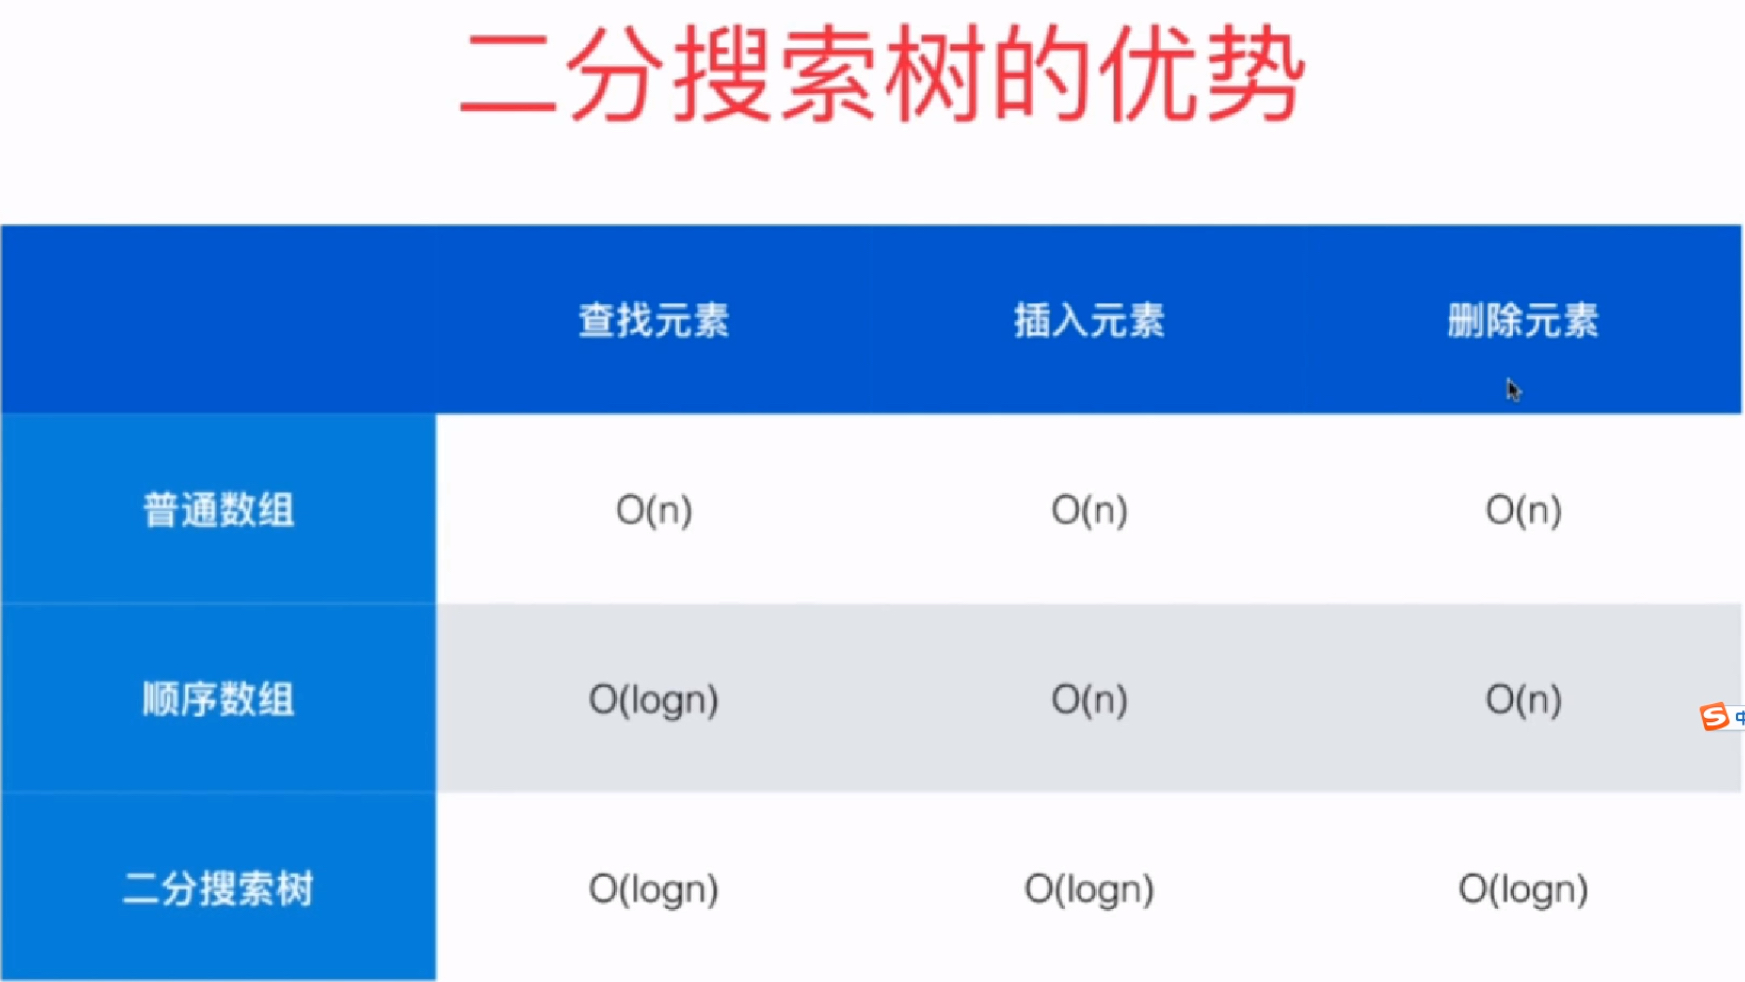 二分搜索树的优势
查找元素 插入元素 删除元素
普通数组 O(n) O(n) O(n)
顺序数组 O(logn) O(n) O(n)
S 中
二分搜索树 O(logn) O(logn) O(logn)